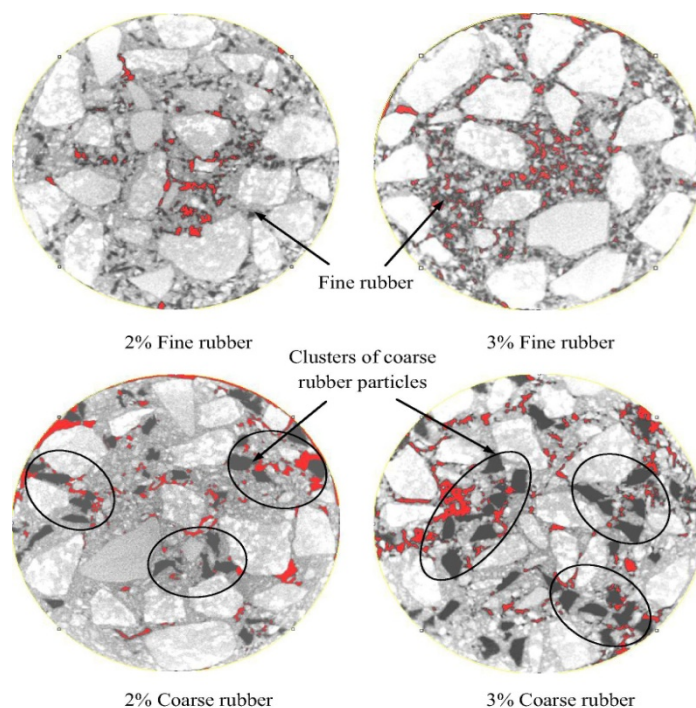 Fine rubber
2% Fine rubber
3% Fine rubber
Clusters of coarse
rubber particles
2% Coarse rubber
3% Coarse rubber